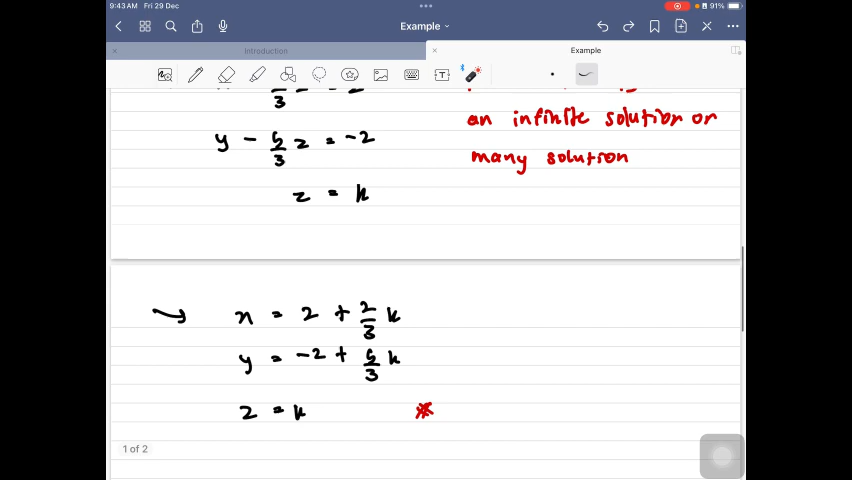 9:43 AM Fri 29 Dec
91%
Example
Introduction
Example
3
an infinite solution or
y - 5/3 z = -2
many solution
z = k
x = 2 + 2/3 k
y = -2 + 5/3 k
z = k
1 of 2